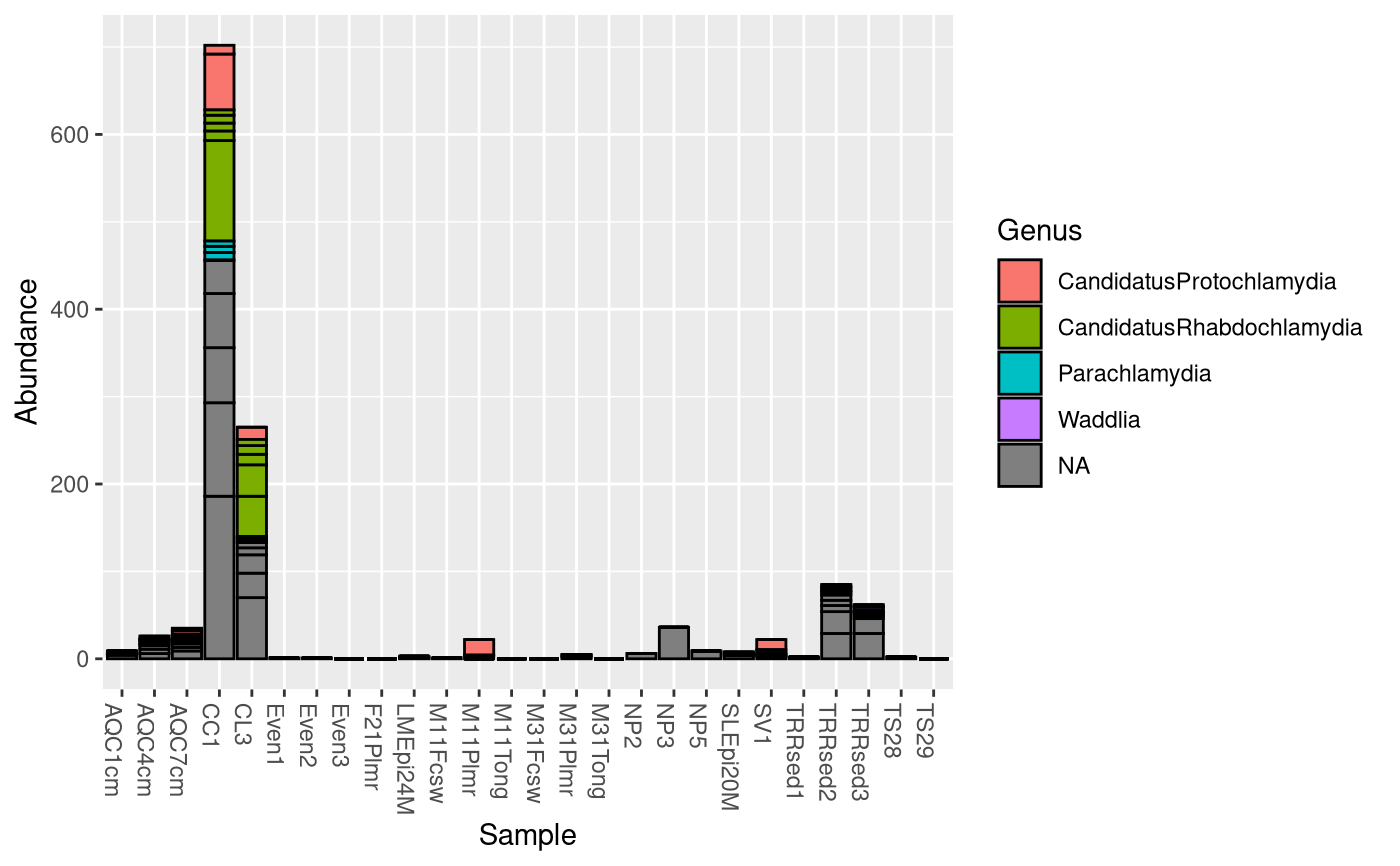 Abundance
600
400
200
0
AQC1cm
AQC4cm
AQC7cm
CC1
CL3
Even1
Even2
Even3
F21Plmr
LMEpi24M
M11Fcsw
M11Plmr
M11Tong
M31Fcsw
M31Plmr
M31Tong
NP2
NP3
NP5
SLEpi20M
SV1
TRRsed1
TRRsed2
TRRsed3
TS28
TS29
Sample
Genus
CandidatusProtochlamydia
CandidatusRhabdochlamydia
Parachlamydia
Waddlia
NA